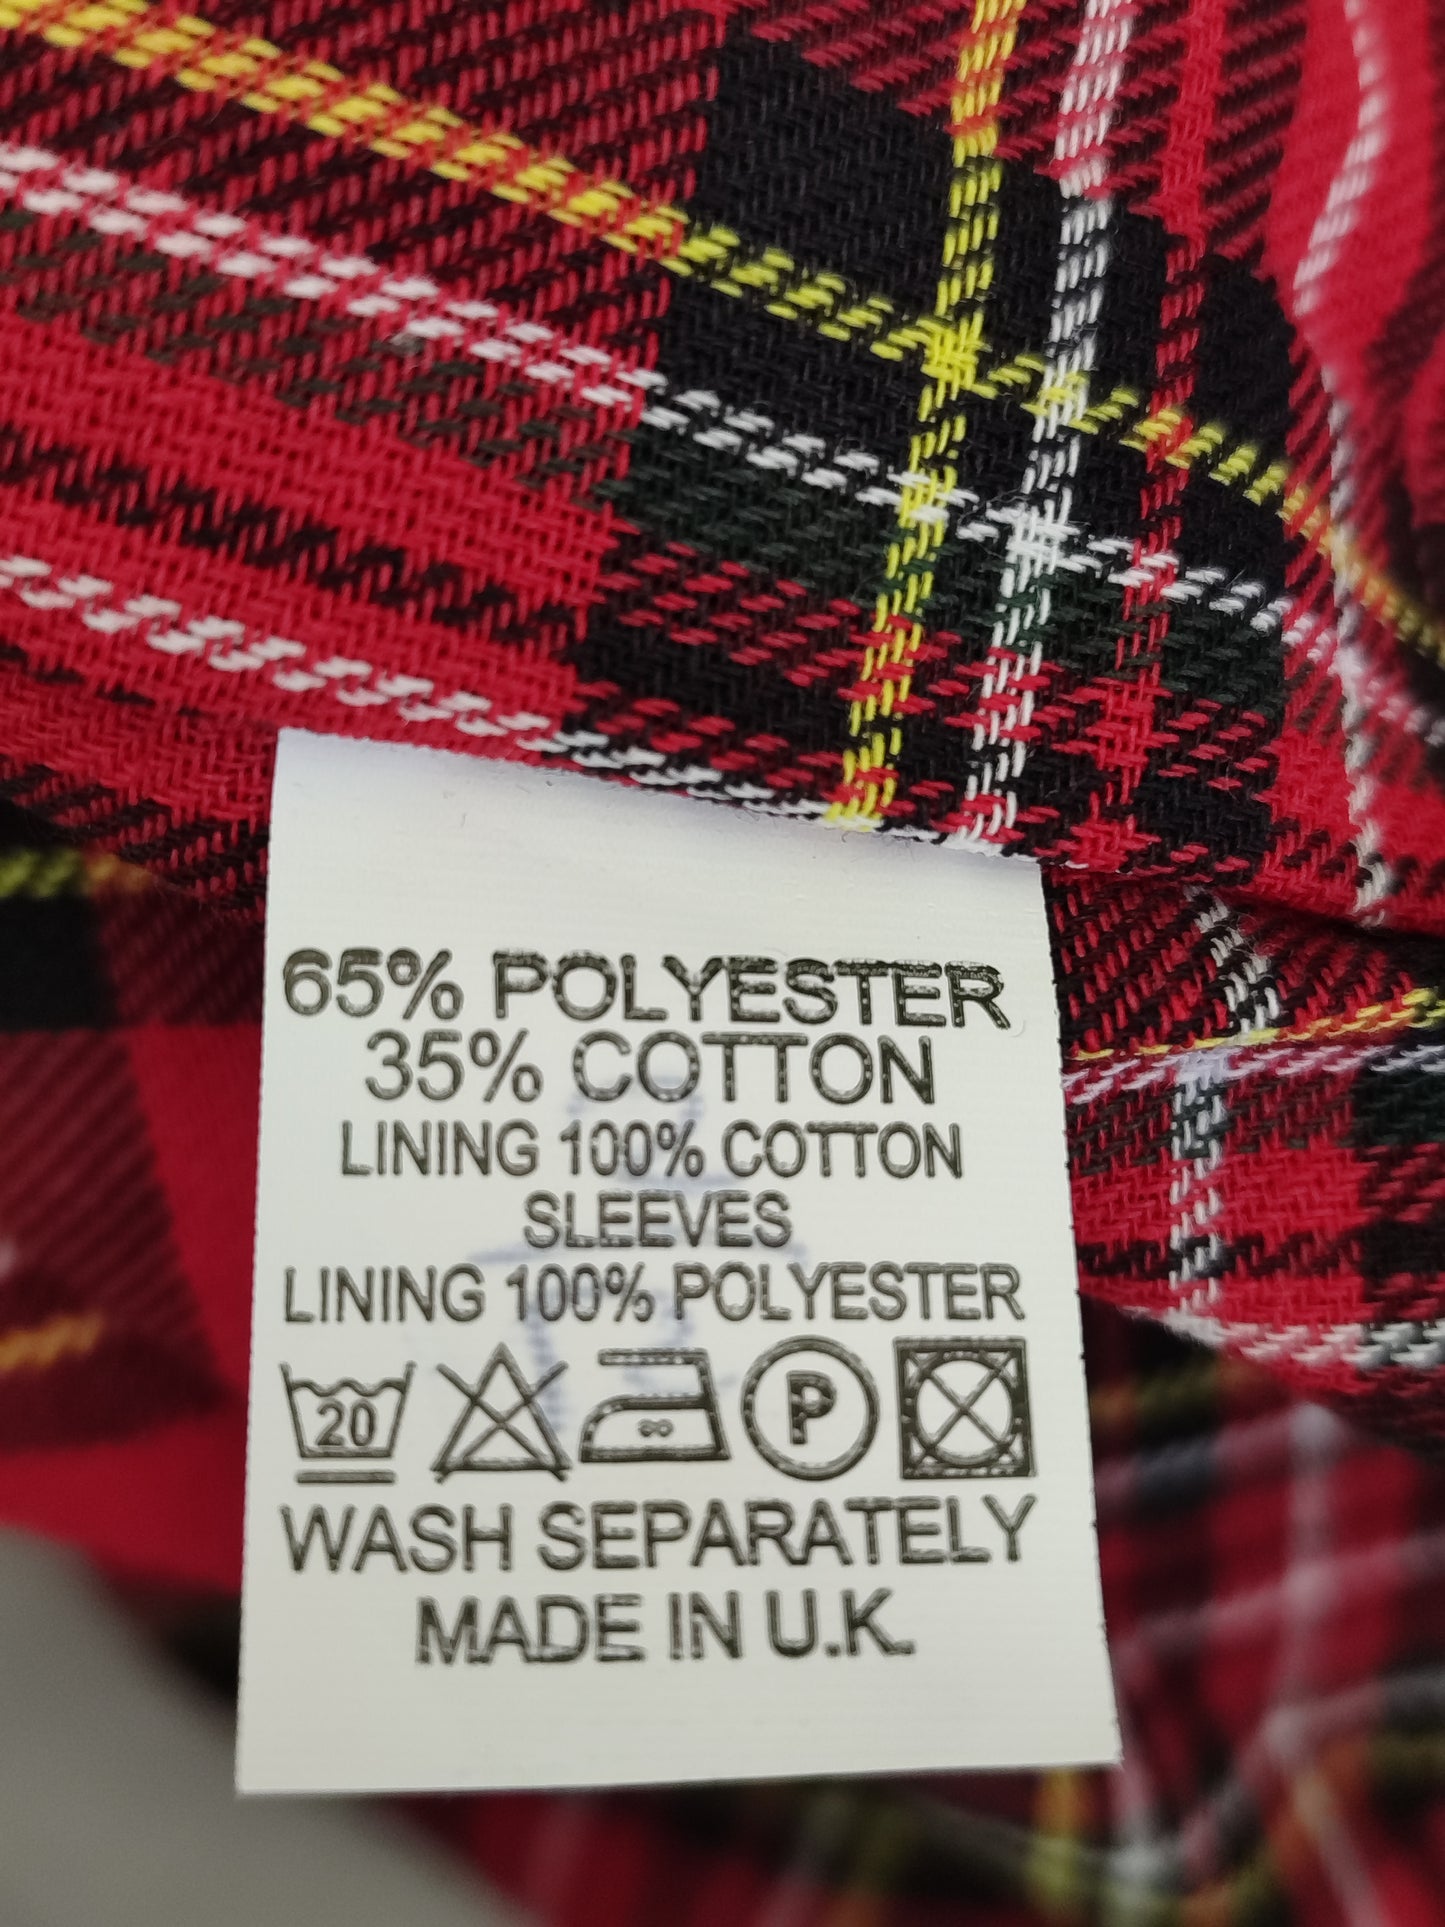 65% POLYESTER
35% COTTON
LINING 100% COTTON
SLEEVES
LINING 100% POLYESTER
20 P
WASH SEPARATELY
MADE IN U.K.